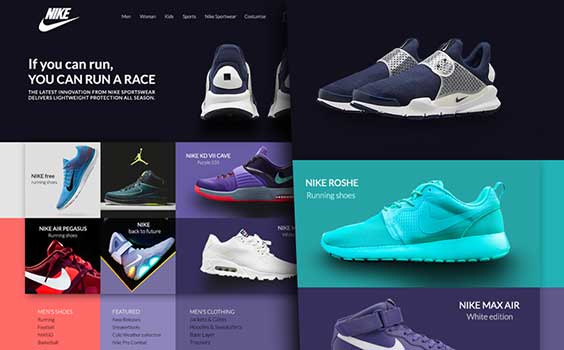 NIKE
Men Woman Kids Sports Nike Sportwear Costumise
If you can run,
YOU CAN RUN A RACE
THE LATEST INNOVATION FROM NIKE SPORTSWEAR
DELIVERS LIGHTWEIGHT PROTECTION ALL SEASON.
NIKE free
running shoes
NIKE KD VII CAVE
Purple 535
NIKE AIR PEGASUS
Running shoes
NIKE
back to future
NIKE M
MEN'S SHOES
Running
Football
Basketball
FEATURED
New Releases
Sneakerboots
Cold Weather collection
Nike Pro Combat
MEN'S CLOTHING
Jackets & Gilets
Hoodies & Sweatshirts
Base Layer
Trousers
NIKE ROSHE
Running shoes
NIKE MAX AIR
White edition